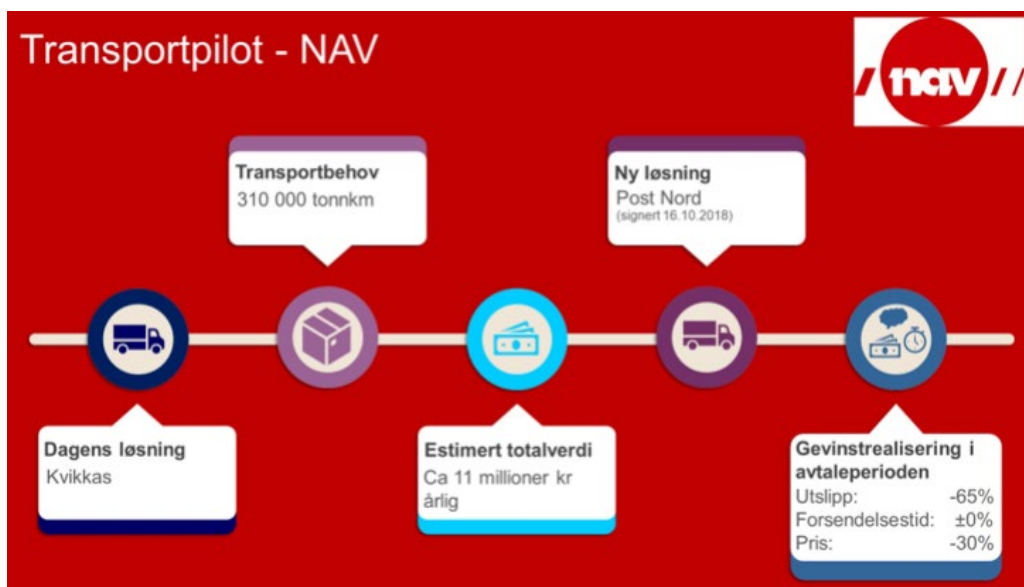 Transportpilot - NAV
nav
Transportbehov
310 000 tonnkm
Ny løsning
Post Nord
(signert 16.10.2018)
Dagens løsning
Kvikkas
Estimert totalverdi
Ca 11 millioner kr
årlig
Gevinstrealisering i
avtaleperioden
Utslipp: -65%
Forsendelsestid: ±0%
Pris: -30%